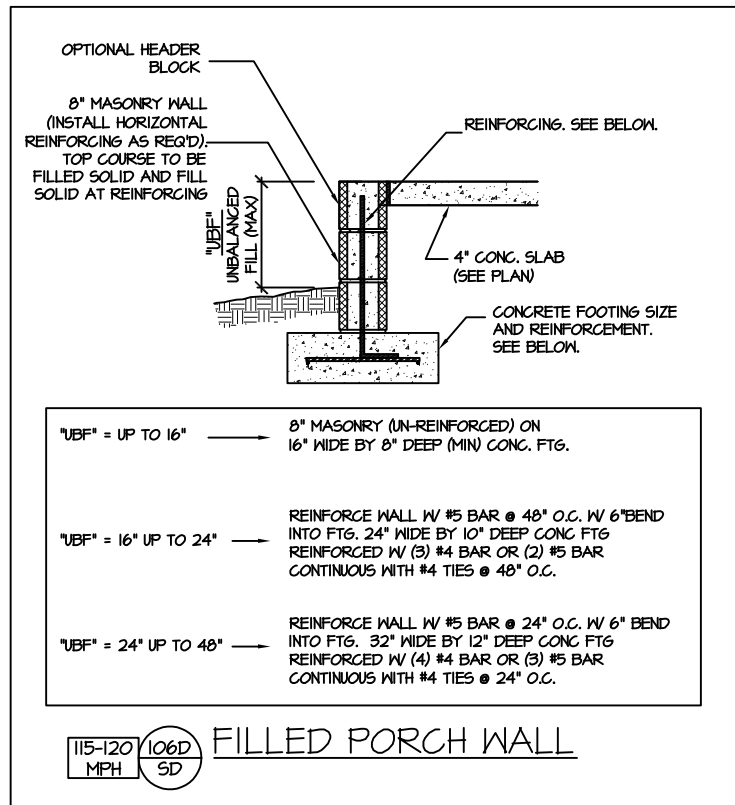 OPTIONAL HEADER
BLOCK
8" MASONRY WALL
(INSTALL HORIZONTAL
REINFORCING AS REQ'D).
TOP COURSE TO BE
FILLED SOLID AND FILL
SOLID AT REINFORCING
"UBF"
UNBALANCED
FILL (MAX)
REINFORCING. SEE BELOW.
4" CONC. SLAB
(SEE PLAN)
CONCRETE FOOTING SIZE
AND REINFORCEMENT.
SEE BELOW.
"UBF" = UP TO 16"
8" MASONRY (UN-REINFORCED) ON
16" WIDE BY 8" DEEP (MIN) CONC. FTG.
"UBF" = 16" UP TO 24"
REINFORCE WALL W/ #5 BAR @ 48" O.C. W/ 6"BEND
INTO FTG. 24" WIDE BY 10" DEEP CONC FTG
REINFORCED W/ (3) #4 BAR OR (2) #5 BAR
CONTINUOUS WITH #4 TIES @ 48" O.C.
"UBF" = 24" UP TO 48"
REINFORCE WALL W/ #5 BAR @ 24" O.C. W/ 6" BEND
INTO FTG. 32" WIDE BY 12" DEEP CONC FTG
REINFORCED W/ (4) #4 BAR OR (3) #5 BAR
CONTINUOUS WITH #4 TIES @ 24" O.C.
115-120
MPH
106D
SD
FILLED PORCH WALL